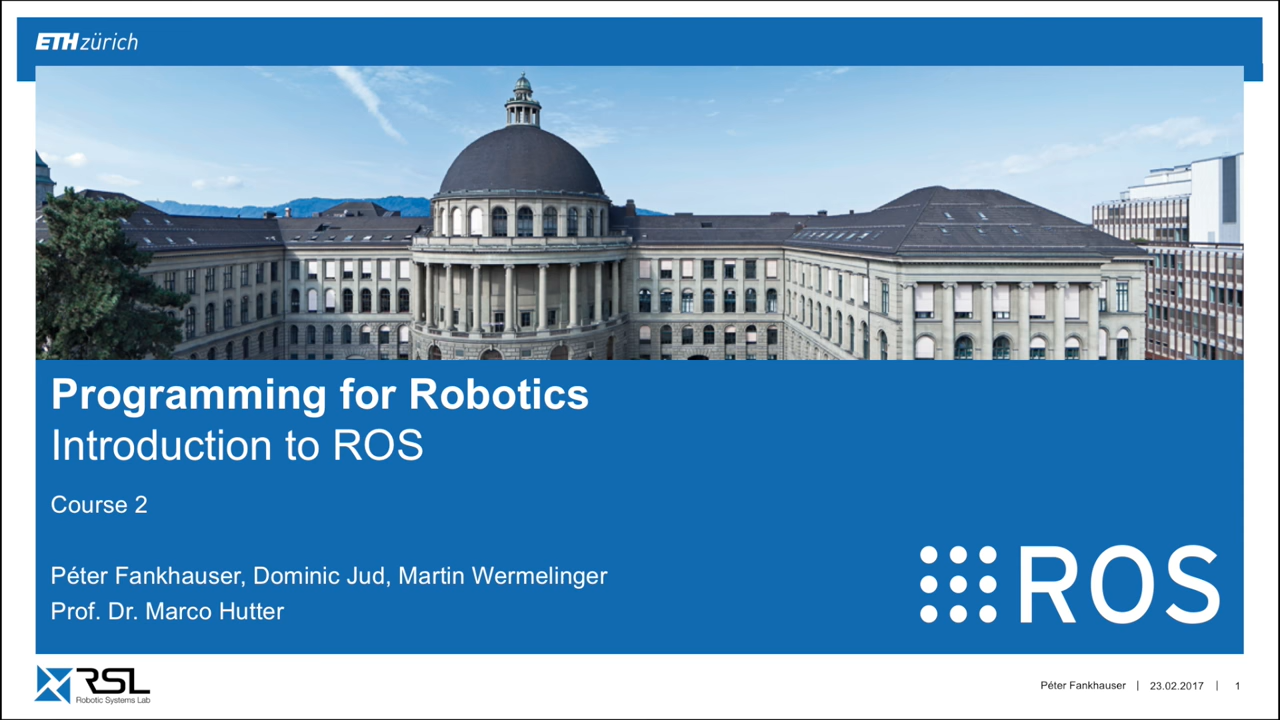 ETH zürich
Programming for Robotics
Introduction to ROS
Course 2
Péter Fankhauser, Dominic Jud, Martin Wermelinger
Prof. Dr. Marco Hutter
ROS
RSL
Robotic Systems Lab
Péter Fankhauser | 23.02.2017 | 1